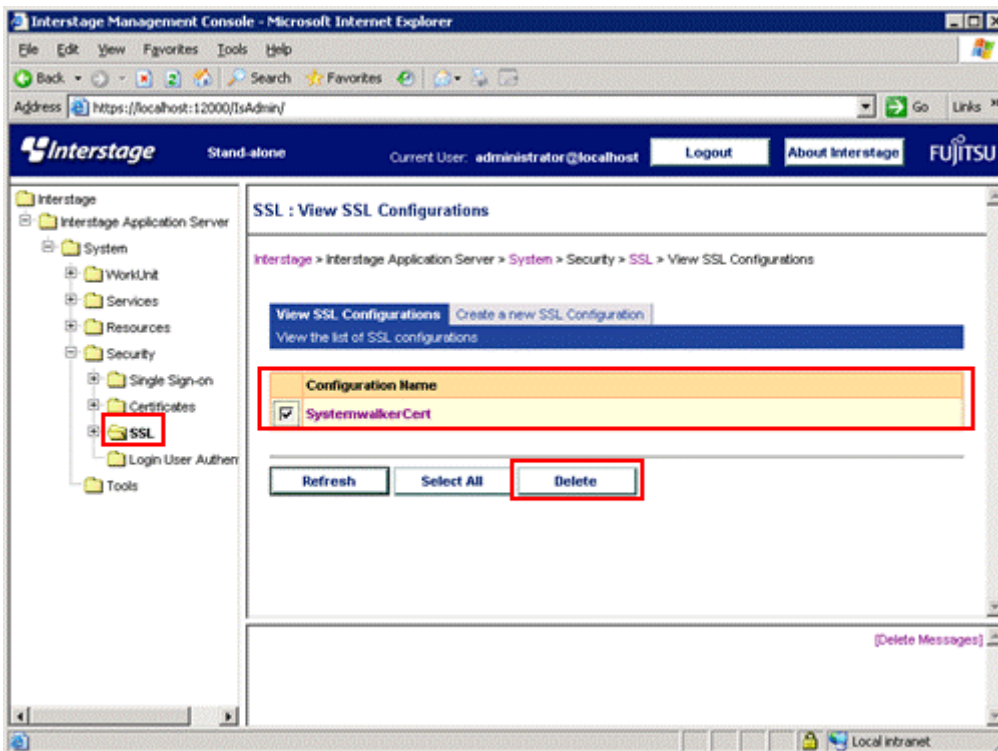 Interstage Management Console - Microsoft Internet Explorer
File Edit View Favorites Tools Help
Back Search Favorites
Address https://localhost:12000/IsAdmin/ Go Links »
Interstage Stand-alone Current User: administrator@localhost Logout About Interstage FUJITSU
Interstage
Interstage Application Server
System
WorkUnit
Services
Resources
Security
Single Sign-on
Certificates
SSL
Login User Authen
Tools
SSL : View SSL Configurations
Interstage > Interstage Application Server > System > Security > SSL > View SSL Configurations
View SSL Configurations Create a new SSL Configuration
View the list of SSL configurations
Configuration Name
SystemwalkerCert
Refresh Select All Delete
[Delete Messages]
Local intranet